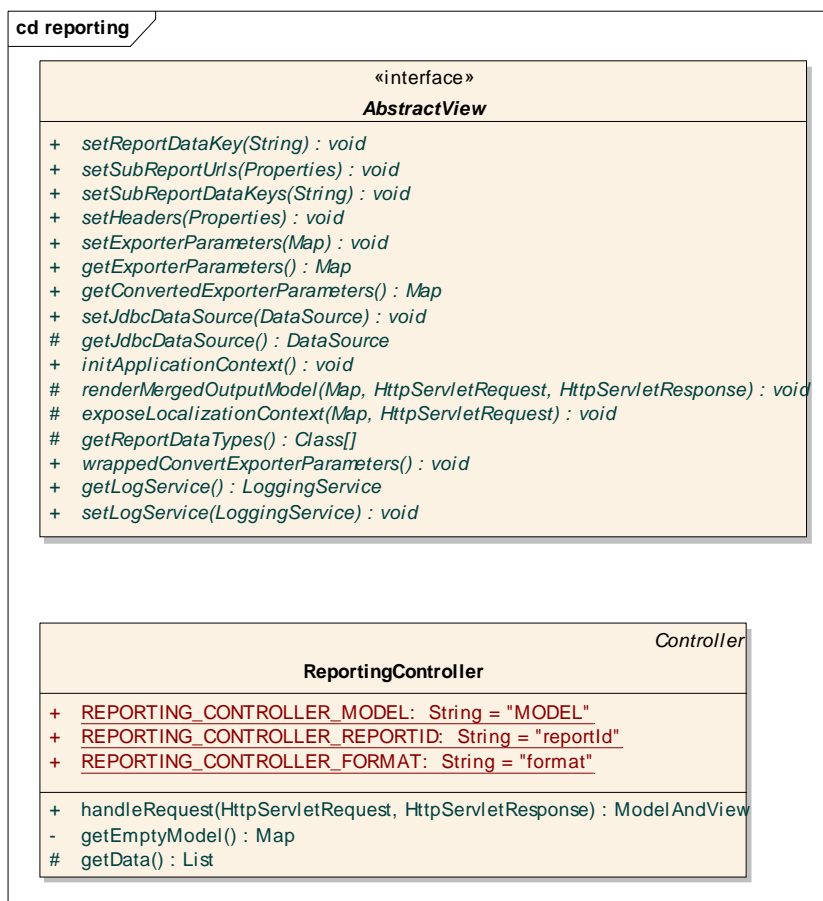 cd reporting
«interface»
AbstractView
+ setReportDataKey(String) : void
+ setSubReportUrls(Properties) : void
+ setSubReportDataKeys(String) : void
+ setHeaders(Properties) : void
+ setExporterParameters(Map) : void
+ getExporterParameters() : Map
+ getConvertedExporterParameters() : Map
+ setJdbcDataSource(DataSource) : void
# getJdbcDataSource() : DataSource
+ initApplicationContext() : void
# renderMergedOutputModel(Map, HttpServletRequest, HttpServletResponse) : void
# exposeLocalizationContext(Map, HttpServletRequest) : void
# getReportDataTypes() : Class[]
+ wrappedConvertExporterParameters() : void
+ getLogService() : LoggingService
+ setLogService(LoggingService) : void
Controller
ReportingController
+ REPORTING_CONTROLLER_MODEL: String = "MODEL"
+ REPORTING_CONTROLLER_REPORTID: String = "reportId"
+ REPORTING_CONTROLLER_FORMAT: String = "format"
+ handleRequest(HttpServletRequest, HttpServletResponse) : ModelAndView
- getEmptyModel() : Map
# getData() : List